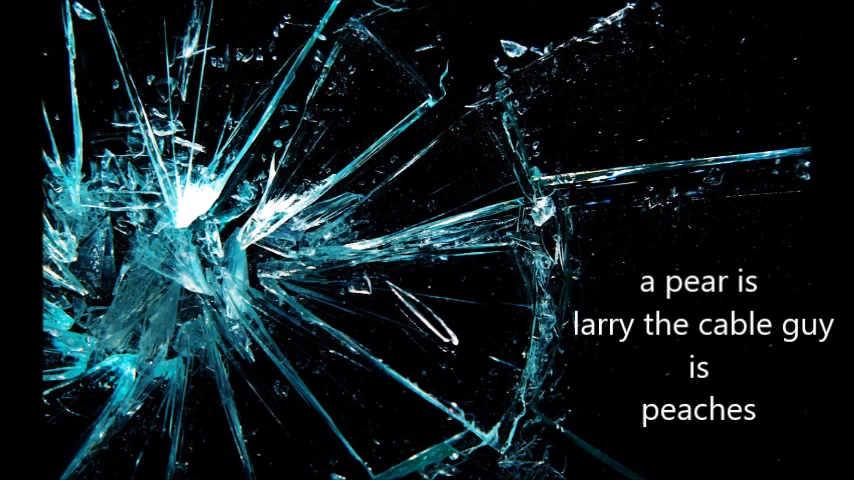 a pear is
larry the cable guy
is
peaches